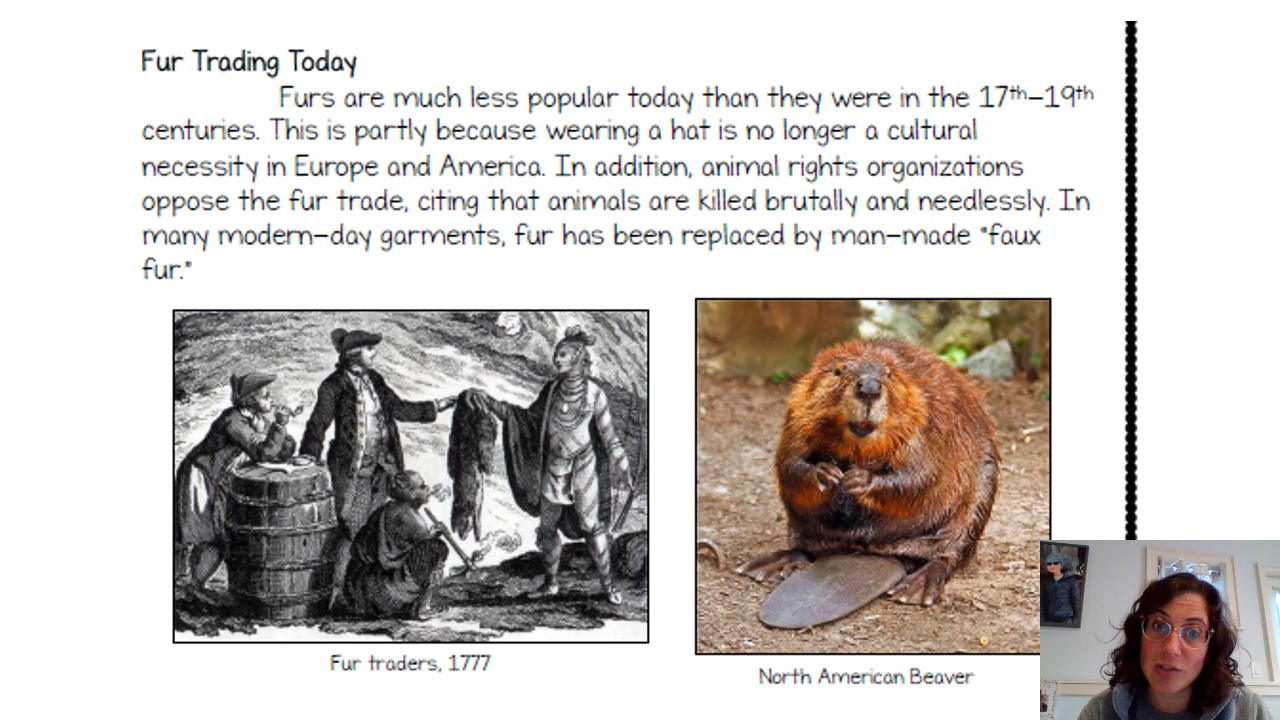 Fur Trading Today
Furs are much less popular today than they were in the 17th–19th
centuries. This is partly because wearing a hat is no longer a cultural
necessity in Europe and America. In addition, animal rights organizations
oppose the fur trade, citing that animals are killed brutally and needlessly. In
many modern–day garments, fur has been replaced by man–made "faux
fur."
Fur traders, 1777
North American Beaver